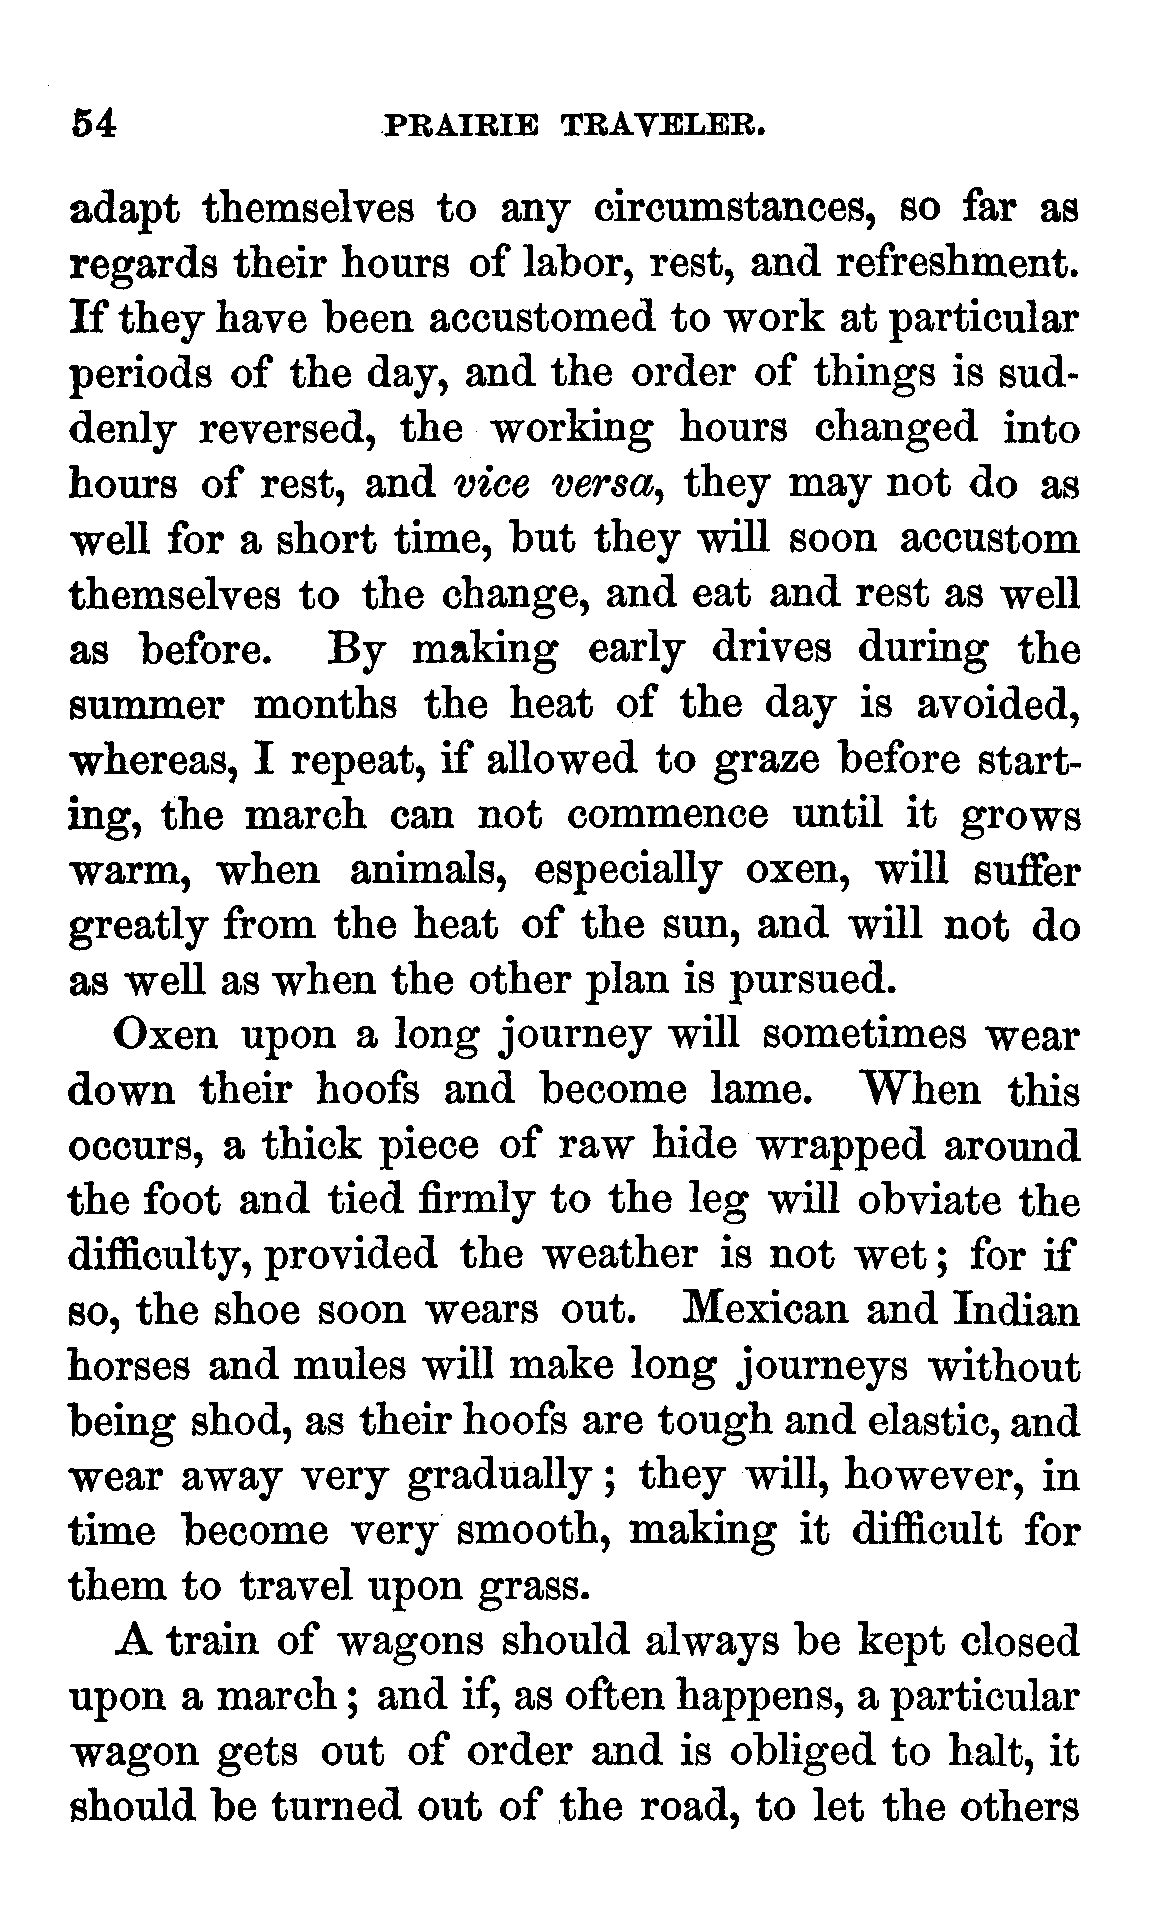 54 PRAIRIE TRAVELER.
adapt themselves to any circumstances, so far as
regards their hours of labor, rest, and refreshment.
If they have been accustomed to work at particular
periods of the day, and the order of things is sud-
denly reversed, the working hours changed into
hours of rest, and vice versa, they may not do as
well for a short time, but they will soon accustom
themselves to the change, and eat and rest as well
as before. By making early drives during the
summer months the heat of the day is avoided,
whereas, I repeat, if allowed to graze before start-
ing, the march can not commence until it grows
warm, when animals, especially oxen, will suffer
greatly from the heat of the sun, and will not do
as well as when the other plan is pursued.
Oxen upon a long journey will sometimes wear
down their hoofs and become lame. When this
occurs, a thick piece of raw hide wrapped around
the foot and tied firmly to the leg will obviate the
difficulty, provided the weather is not wet; for if
so, the shoe soon wears out. Mexican and Indian
horses and mules will make long journeys without
being shod, as their hoofs are tough and elastic, and
wear away very gradually; they will, however, in
time become very smooth, making it difficult for
them to travel upon grass.
A train of wagons should always be kept closed
upon a march; and if, as often happens, a particular
wagon gets out of order and is obliged to halt, it
should be turned out of the road, to let the others